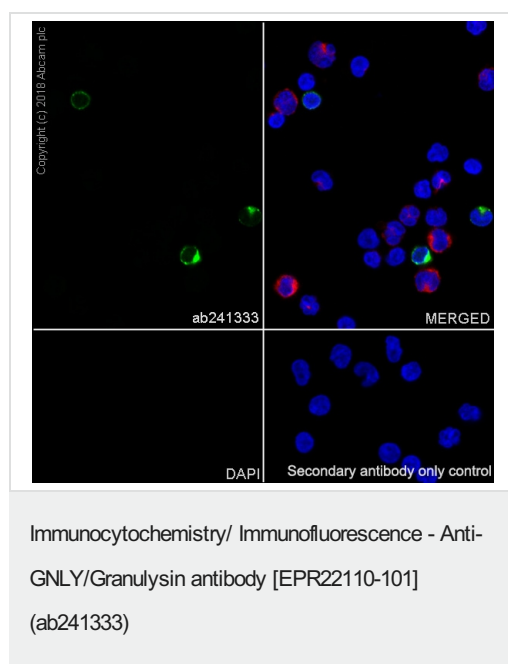 Copyright (c) 2018 Abcam plc
ab241333
MERGED
DAPI
Secondary antibody only control
Immunocytochemistry/ Immunofluorescence - Anti-
GNLY/Granulysin antibody [EPR22110-101]
(ab241333)